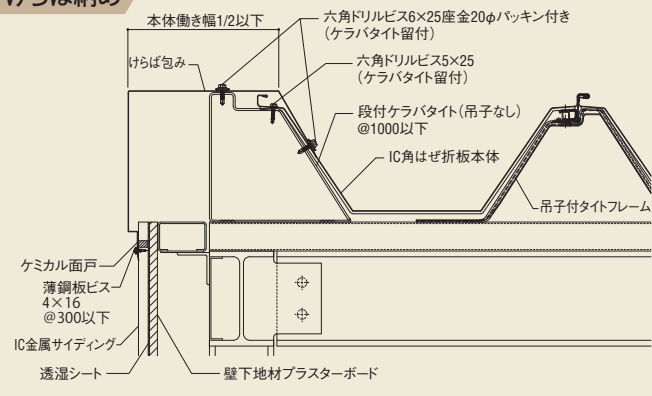 けらば納め
本体働き幅1/2以下
六角ドリルビス6×25座金20φパッキン付き
(ケラバタイト留付)
けらば包み
六角ドリルビス5×25
(ケラバタイト留付)
段付ケラバタイト(吊子なし)
@1000以下
IC角はぜ折板本体
吊子付タイトフレーム
ケミカル面戸
薄鋼板ビス
4×16
@300以下
IC金属サイディング
透湿シート
壁下地材プラスターボード